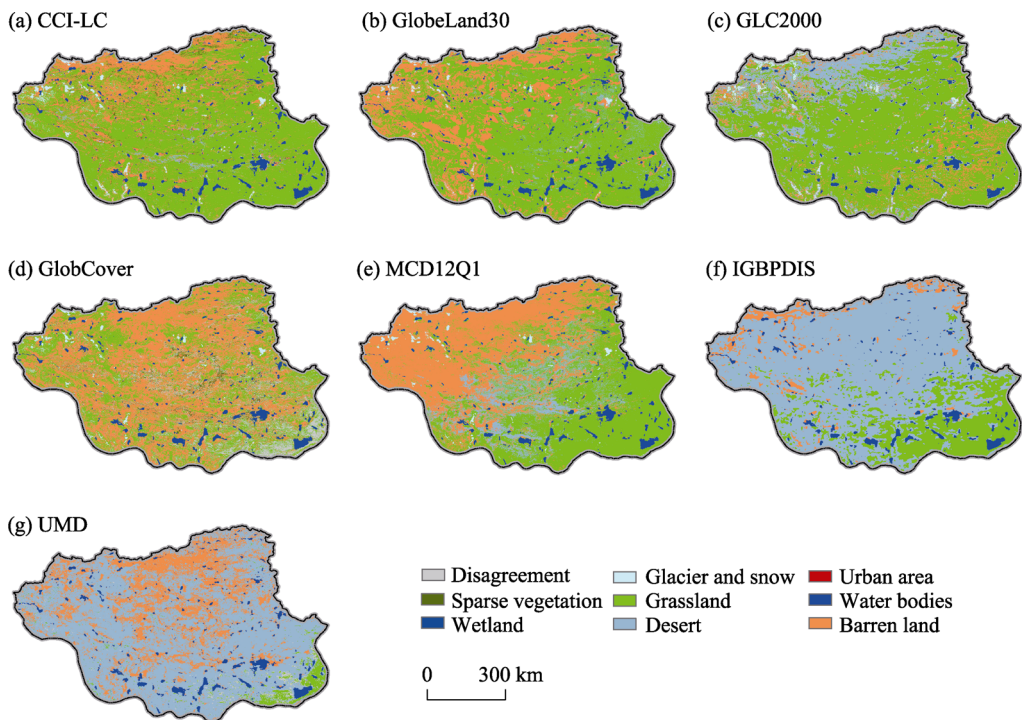 (a) CCI-LC
(b) GlobeLand30
(c) GLC2000
(d) GlobCover
(e) MCD12Q1
(f) IGBPDIS
(g) UMD
Disagreement
Glacier and snow
Urban area
Sparse vegetation
Grassland
Water bodies
Wetland
Desert
Barren land
0 300 km